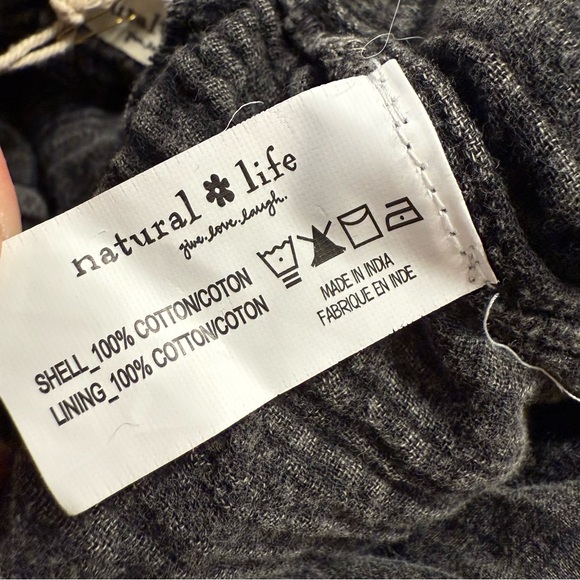 natural life
give. love. laugh.
SHELL_100% COTTON/COTON
LINING_100% COTTON/COTON
MADE IN INDIA
FABRIQUE EN INDE